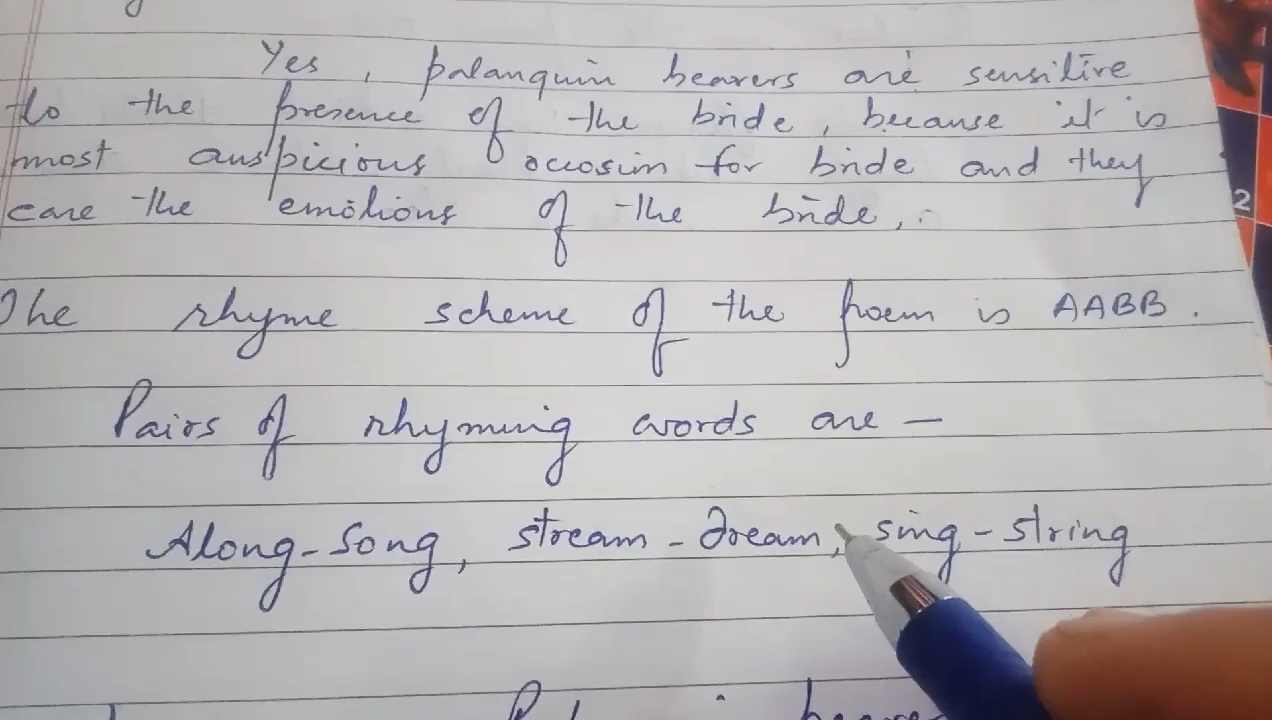 Yes, palanquin bearers are sensitive
to the presence of the bride, because it is
most auspicious occasion for bride and they
care the emotions of the bride,.
The rhyme scheme of the poem is AABB.
Pairs of rhyming words are —
Along-Song, stream-dream, sing-string
2